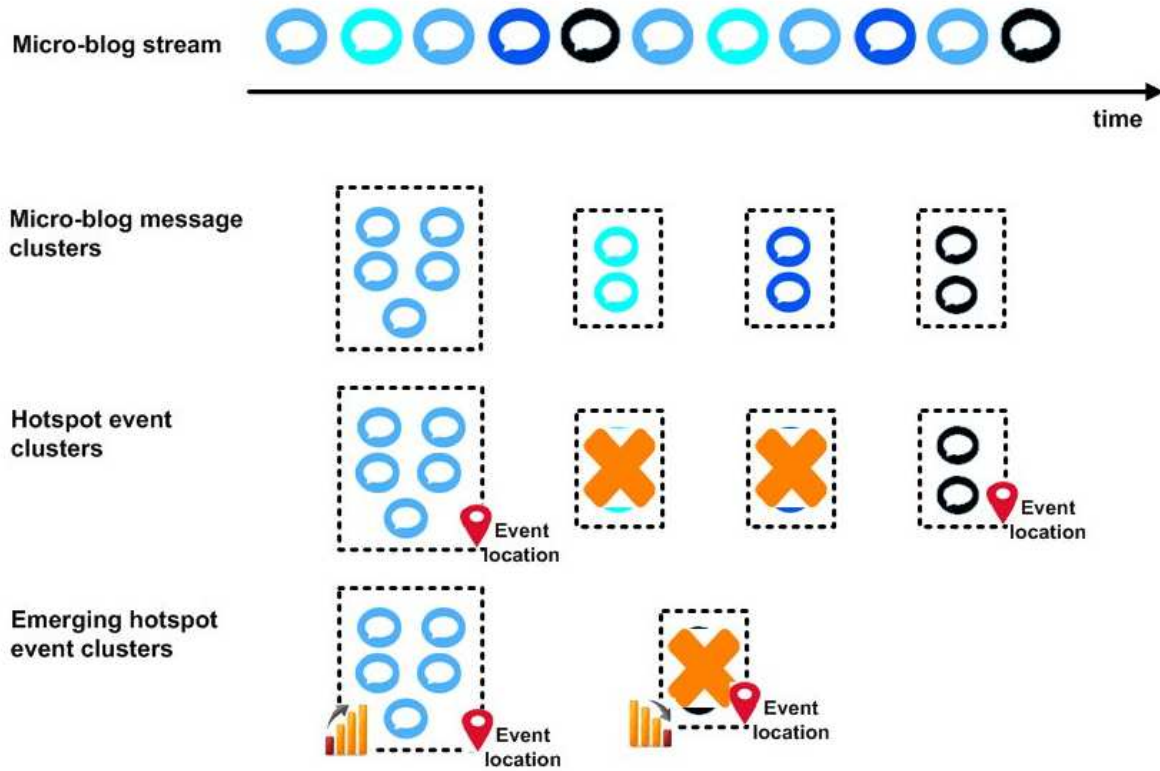 Micro-blog stream
time
Micro-blog message
clusters
Hotspot event
clusters
Event
location
Event
location
Emerging hotspot
event clusters
Event
location
Event
location